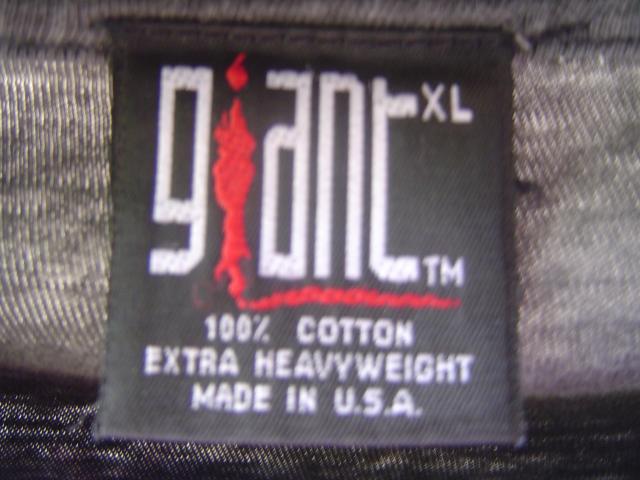 giant XL
TM
100% COTTON
EXTRA HEAVYWEIGHT
MADE IN U.S.A.